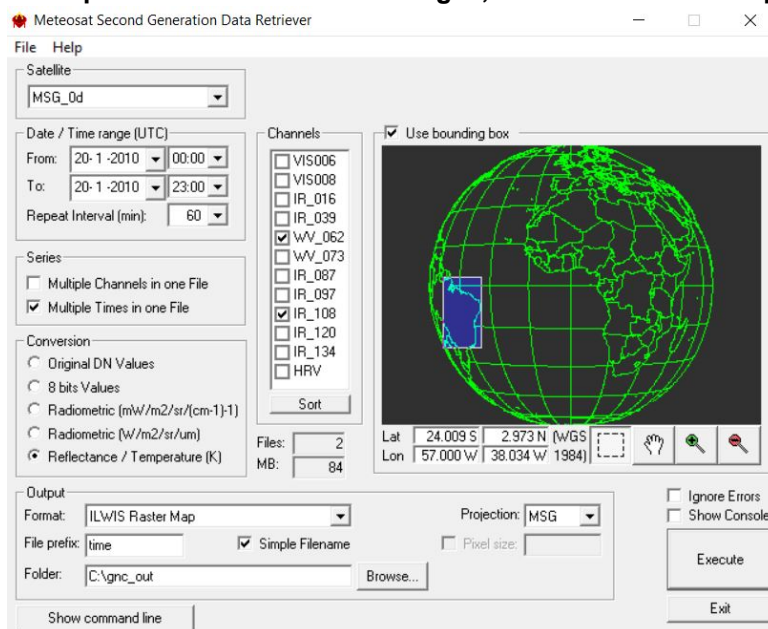 Meteosat Second Generation Data Retriever
File Help
Satellite
MSG_0d
Date / Time range (UTC)
From: 20- 1 -2010 00:00
To: 20- 1 -2010 23:00
Repeat Interval (min): 60
Series
Multiple Channels in one File
Multiple Times in one File
Conversion
Original DN Values
8 bits Values
Radiometric (mW/m2/sr/(cm-1)-1)
Radiometric (W/m2/sr/um)
Reflectance / Temperature (K)
Channels
VIS006
VIS008
IR_016
IR_039
WV_062
WV_073
IR_087
IR_097
IR_108
IR_120
IR_134
HRV
Sort
Files: 2
MB: 84
Use bounding box
Lat 24.009 S 2.973 N (WGS
Lon 57.000 W 38.034 W 1984)
Output
Format: ILWIS Raster Map
Projection: MSG
File prefix: time
Simple Filename
Pixel size:
Folder: C:\gnc_out
Browse...
Ignore Errors
Show Console
Execute
Exit
Show command line